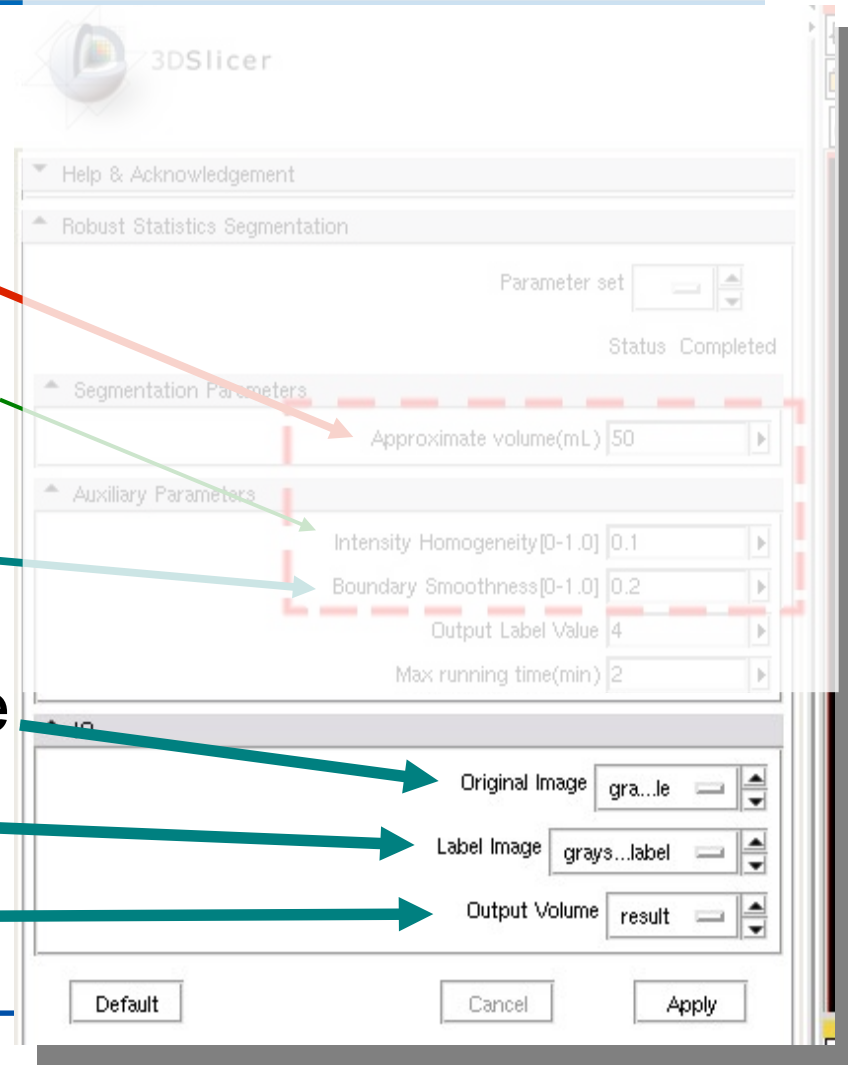 3DSlicer
Help & Acknowledgement
Robust Statistics Segmentation
Parameter set
Status Completed
Segmentation Parameters
Approximate volume(mL) 50
Auxiliary Parameters
Intensity Homogeneity[0-1.0] 0.1
Boundary Smoothness[0-1.0] 0.2
Output Label Value 4
Max running time(min) 2
e
IO
Original Image gra...le
Label Image grays...label
Output Volume result
Default Cancel Apply